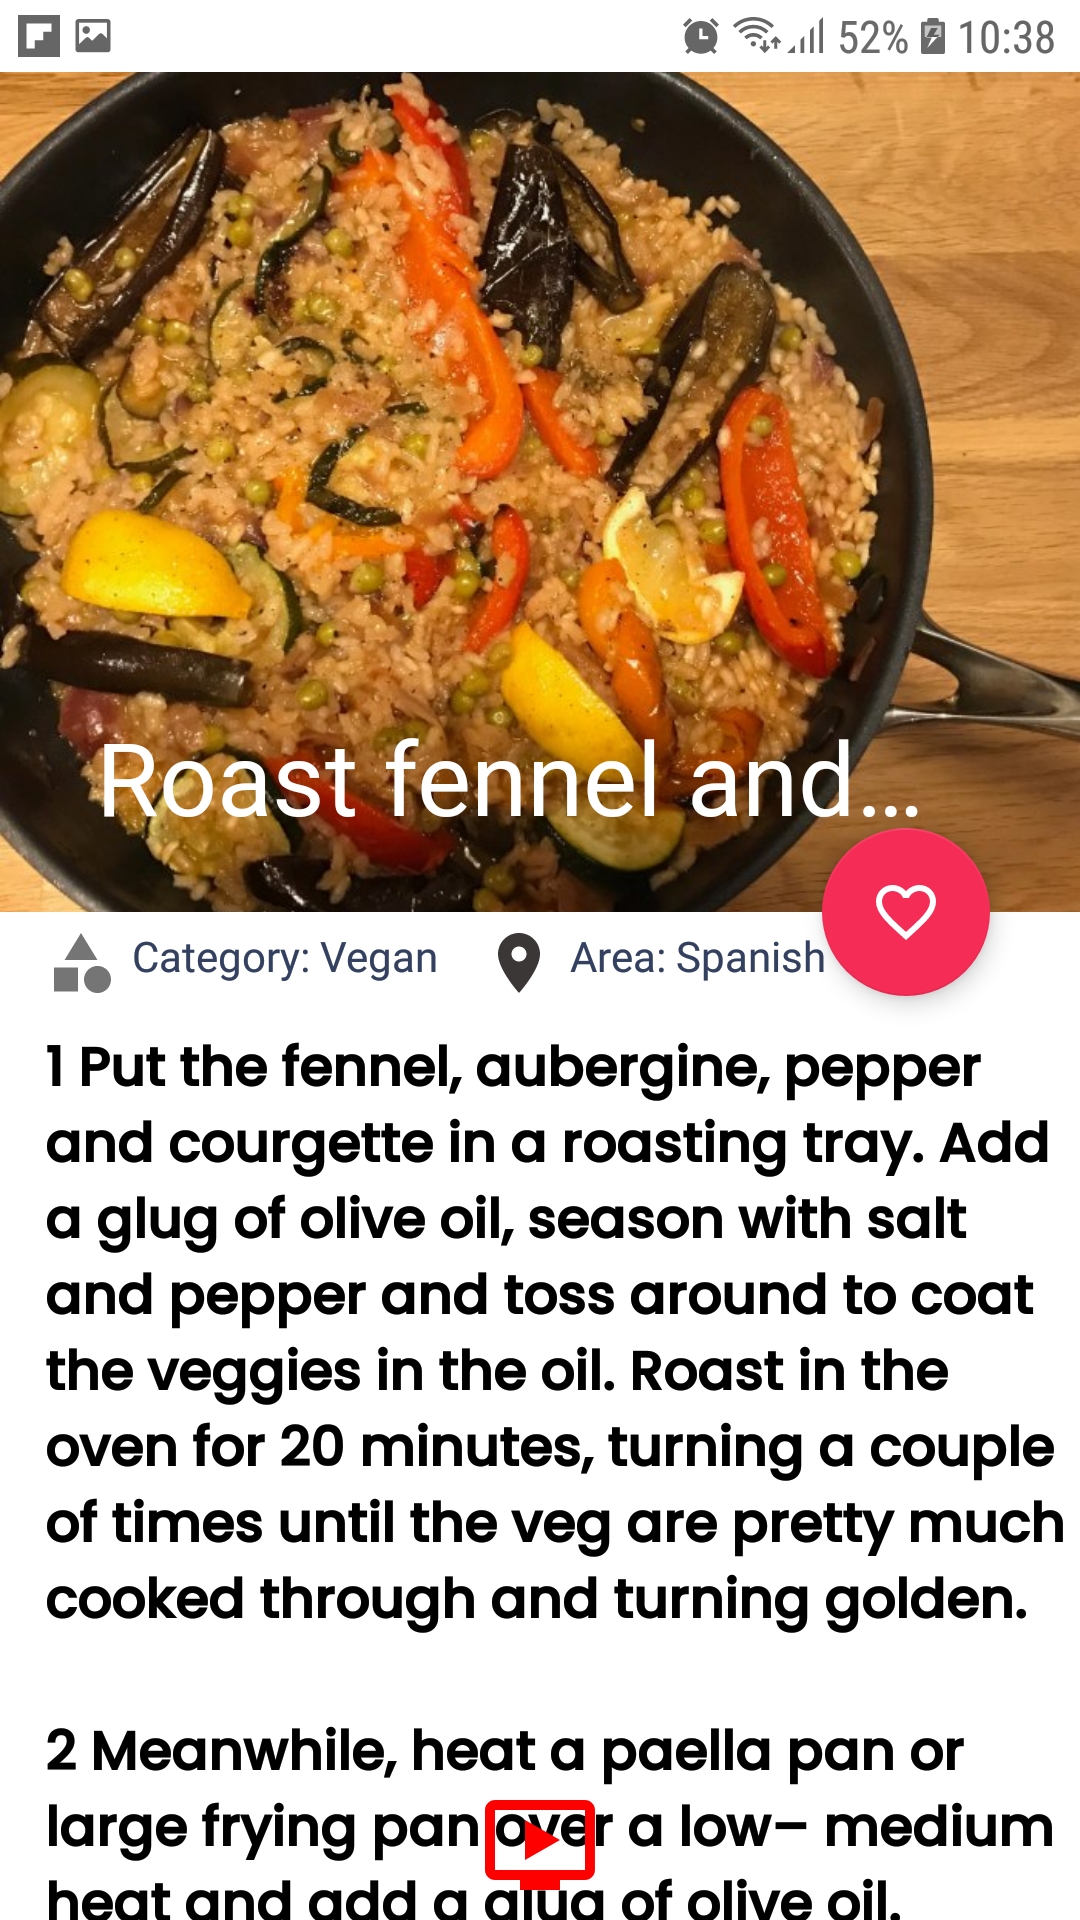 52% 10:38
Roast fennel and...
Category: Vegan Area: Spanish
1 Put the fennel, aubergine, pepper
and courgette in a roasting tray. Add
a glug of olive oil, season with salt
and pepper and toss around to coat
the veggies in the oil. Roast in the
oven for 20 minutes, turning a couple
of times until the veg are pretty much
cooked through and turning golden.
2 Meanwhile, heat a paella pan or
large frying pan over a low– medium
heat and add a glug of olive oil.